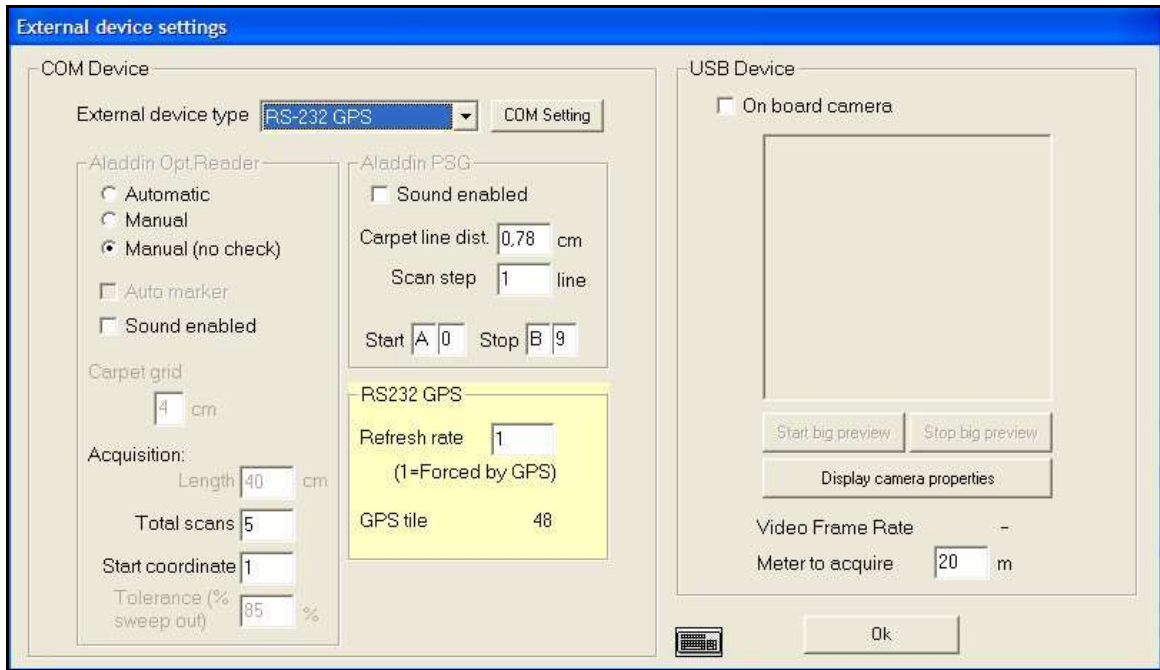 External device settings
COM Device
External device type RS-232 GPS COM Setting
Aladdin Opt.Reader
Automatic
Manual
Manual (no check)
Auto marker
Sound enabled
Carpet grid
4 cm
Acquisition:
Length 40 cm
Total scans 5
Start coordinate 1
Tolerance (%
sweep out) 85 %
Aladdin PSG
Sound enabled
Carpet line dist. 0,78 cm
Scan step 1 line
Start A 0 Stop B 9
RS232 GPS
Refresh rate 1
(1=Forced by GPS)
GPS tile 48
USB Device
On board camera
Start big preview Stop big preview
Display camera properties
Video Frame Rate -
Meter to acquire 20 m
Ok